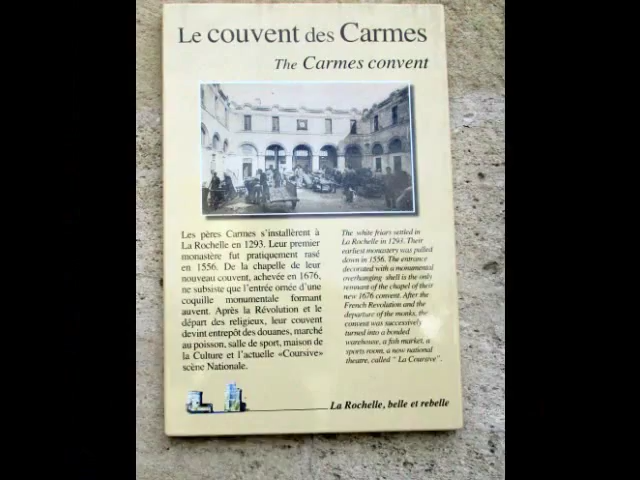 Le couvent des Carmes
The Carmes convent
Les pères Carmes s'installèrent à
La Rochelle en 1293. Leur premier
monastère fut pratiquement rasé
en 1556. De la chapelle de leur
nouveau couvent, achevée en 1676,
ne subsiste que l'entrée ornée d'une
coquille monumentale formant
auvent. Après la Révolution et le
départ des religieux, leur couvent
devint entrepôt des douanes, marché
au poisson, salle de sport, maison de
la Culture et l'actuelle «Coursive»
scène Nationale.
The white friars settled in
La Rochelle in 1293. Their
earliest monastery was pulled
down in 1556. The entrance
decorated with a monumental
overhanging shell is the only
remnant of the chapel of their
new 1676 convent. After the
French Revolution and the
departure of the monks, the
convent was successively
turned into a bonded
warehouse, a fish market, a
sports room, a new national
theatre, called " La Coursive".
La Rochelle, belle et rebelle